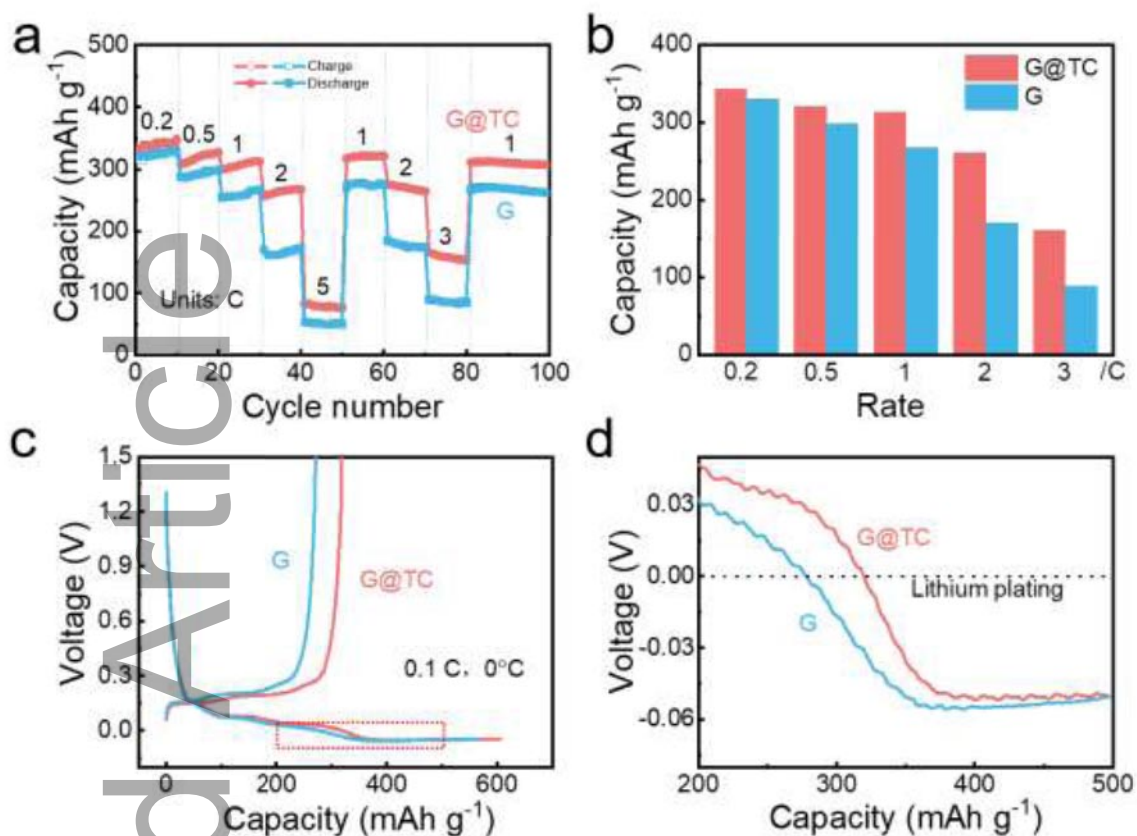 a
500
400
300
200
100
0
Capacity (mAh g⁻¹)
Charge
Discharge
G@TC
0.2
0.5
1
2
5
1
2
3
1
G
Units: C
0 20 40 60 80 100
Cycle number
b
400
300
200
100
0
Capacity (mAh g⁻¹)
G@TC
G
0.2 0.5 1 2 3 /C
Rate
c
1.5
1.2
0.9
0.6
0.3
0.0
Voltage (V)
G
G@TC
0.1 C, 0°C
0 200 400 600
Capacity (mAh g⁻¹)
d
0.03
0.00
-0.03
-0.06
Voltage (V)
G@TC
Lithium plating
G
200 300 400 500
Capacity (mAh g⁻¹)
d Article